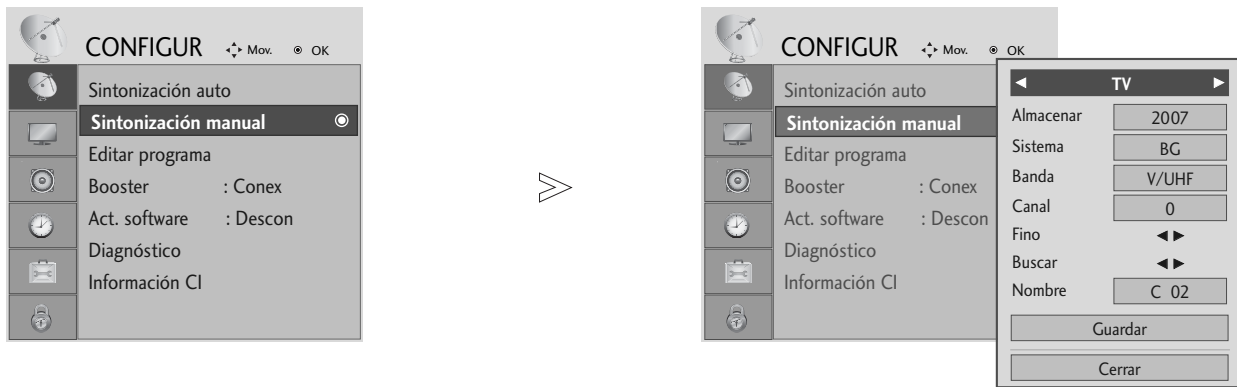 CONFIGUR Mov. OK
Sintonización auto
Sintonización manual
Editar programa
Booster : Conex
Act. software : Descon
Diagnóstico
Información CI
CONFIGUR Mov. OK
Sintonización auto
Sintonización manual
Editar programa
Booster : Conex
Act. software : Descon
Diagnóstico
Información CI
◄ TV ►
Almacenar 2007
Sistema BG
Banda V/UHF
Canal 0
Fino ◄ ►
Buscar ◄ ►
Nombre C 02
Guardar
Cerrar